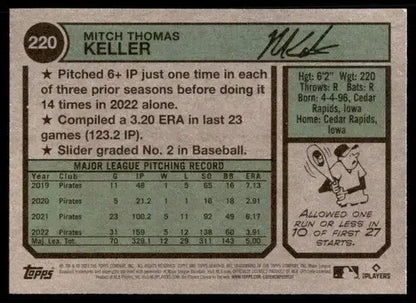 220
MITCH THOMAS
KELLER
★ Pitched 6+ IP just one time in each
of three prior seasons before doing it
14 times in 2022 alone.
★ Compiled a 3.20 ERA in last 23
games (123.2 IP).
★ Slider graded No. 2 in Baseball.
Hgt: 6'2" Wgt: 220
Throws: R Bats: R
Born: 4-4-96, Cedar
Rapids, Iowa
Home: Cedar Rapids,
Iowa
MAJOR LEAGUE PITCHING RECORD
Year Club G IP W L SO BB ERA
2019 Pirates 11 48 1 5 65 16 7.13
2020 Pirates 5 21.2 1 1 16 18 2.91
2021 Pirates 23 100.2 5 11 92 49 6.17
2022 Pirates 31 159 5 12 138 60 3.91
Maj. Lea. Tot. 70 329.1 12 29 311 143 5.00
ALLOWED ONE
RUN OR LESS IN
10 OF FIRST 27
STARTS.
Topps
MLB
PLAYERS